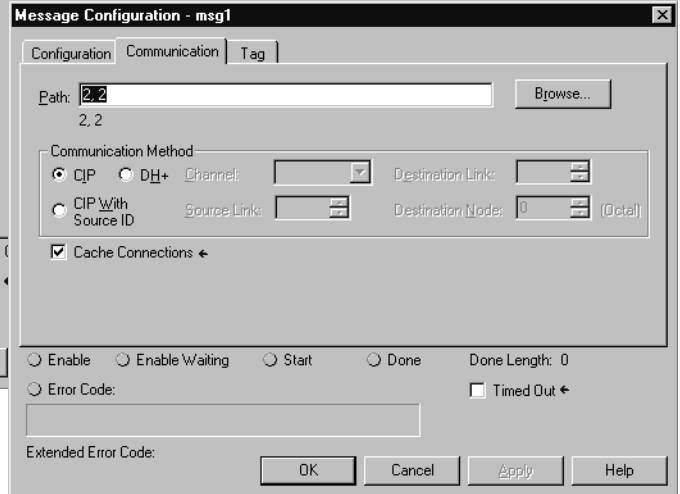 Message Configuration - msg1
Configuration Communication Tag
Path: 2, 2 Browse...
2, 2
Communication Method
CIP DH+ Channel: Destination Link:
CIP With Source ID Source Link: Destination Node: 0 (Octal)
Cache Connections ←
Enable Enable Waiting Start Done Done Length: 0
Error Code: Timed Out ←
Extended Error Code:
OK Cancel Apply Help